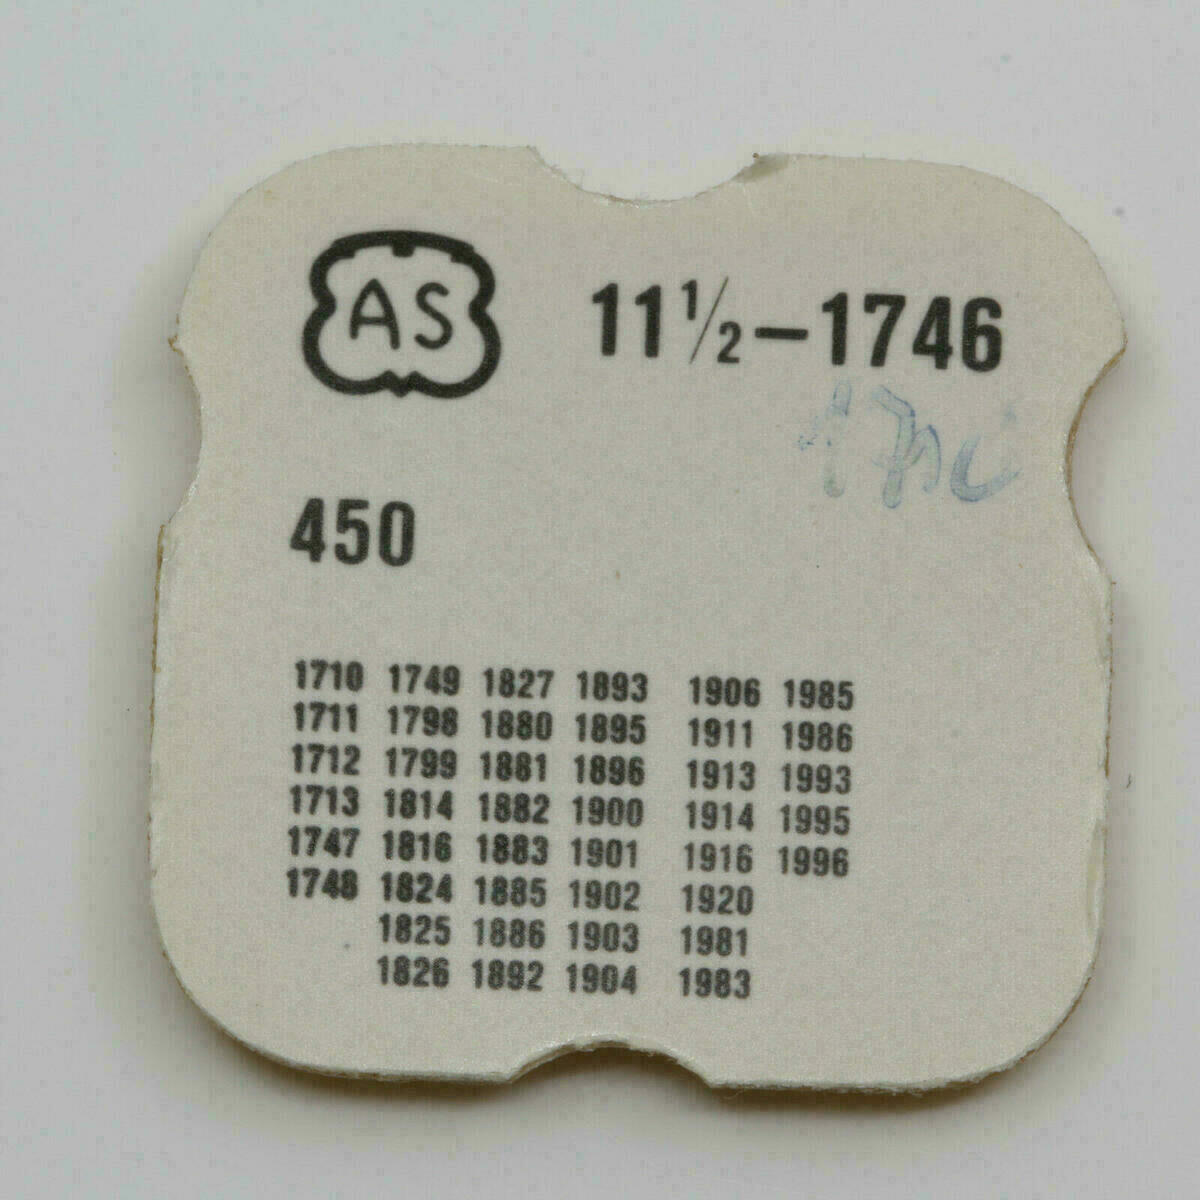 AS 11 1/2-1746
450
1710 1749 1827 1893 1906 1985
1711 1798 1880 1895 1911 1986
1712 1799 1881 1896 1913 1993
1713 1814 1882 1900 1914 1995
1747 1816 1883 1901 1916 1996
1748 1824 1885 1902 1920
1825 1886 1903 1981
1826 1892 1904 1983